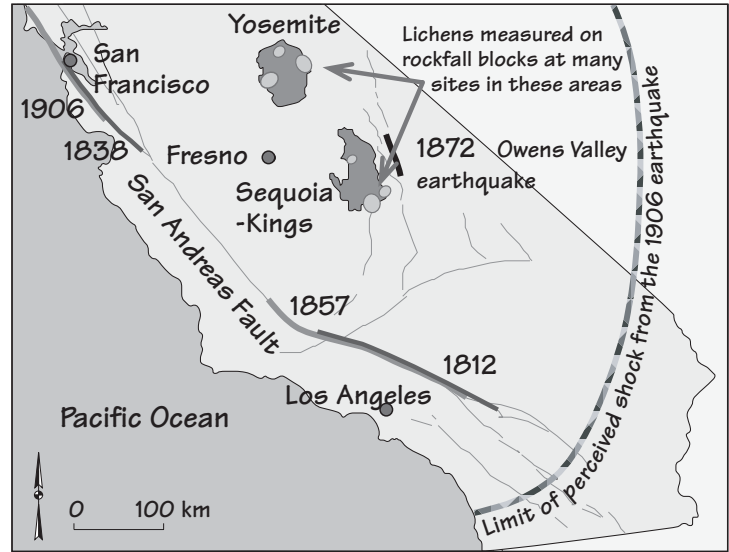 Yosemite
Lichens measured on
rockfall blocks at many
sites in these areas
San
Francisco
1906
1838
Fresno
1872 Owens Valley
earthquake
Sequoia
-Kings
San Andreas Fault
1857
1812
Los Angeles
Pacific Ocean
Limit of perceived shock from the 1906 earthquake
0 100 km